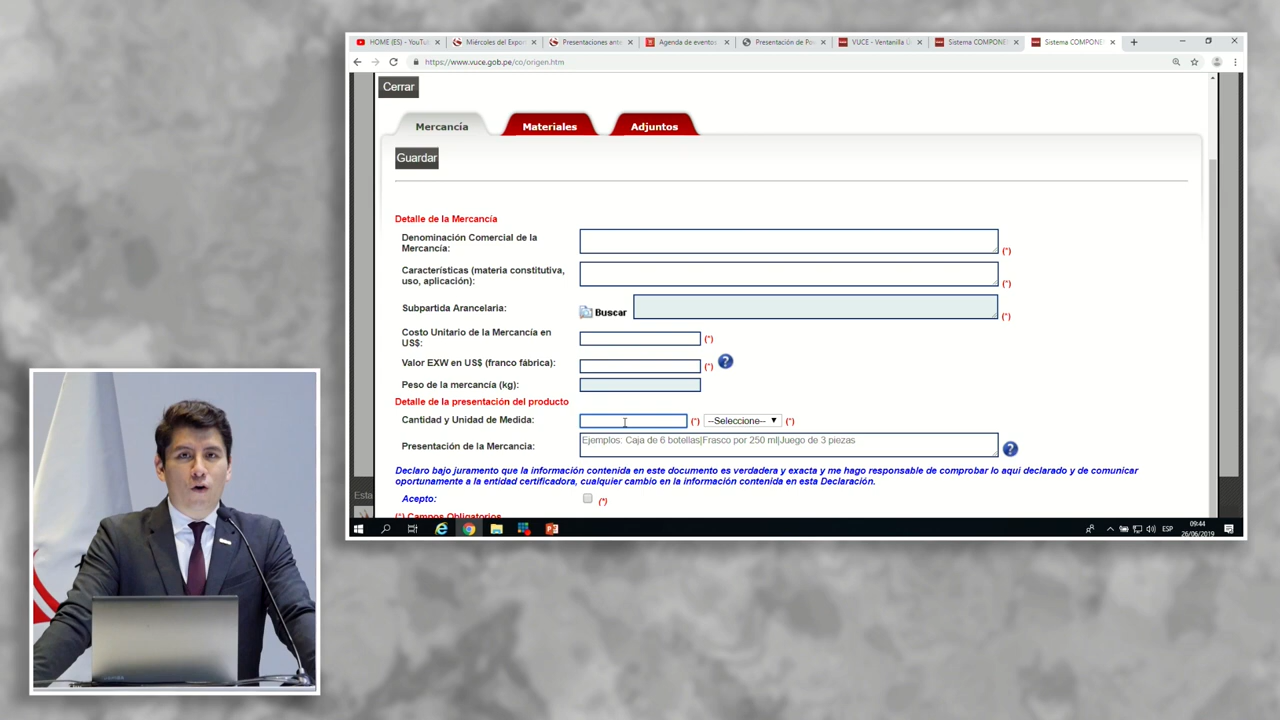 HOME (ES) - YouTu
Miércoles del Expor
Presentaciones ante
Agenda de eventos
Presentación de Po
VUCE - Ventanilla Ú
Sistema COMPONE
Sistema COMPONE
https://www.vuce.gob.pe/co/origen.htm
Cerrar
Mercancía
Materiales
Adjuntos
Guardar
Detalle de la Mercancía
Denominación Comercial de la
Mercancía:
(*)
Características (materia constitutiva,
uso, aplicación):
(*)
Subpartida Arancelaria:
Buscar
(*)
Costo Unitario de la Mercancía en
US$:
(*)
Valor EXW en US$ (franco fábrica):
(*)
Peso de la mercancía (kg):
Detalle de la presentación del producto
Cantidad y Unidad de Medida:
(*)
--Seleccione--
(*)
Presentación de la Mercancia:
Ejemplos: Caja de 6 botellas|Frasco por 250 ml|Juego de 3 piezas
Declaro bajo juramento que la información contenida en este documento es verdadera y exacta y me hago responsable de comprobar lo aqui declarado y de comunicar
oportunamente a la entidad certificadora, cualquier cambio en la información contenida en esta Declaración.
Acepto:
(*)
Esta
(*) Campos Obligatorios
ESP
09:44
26/06/2019